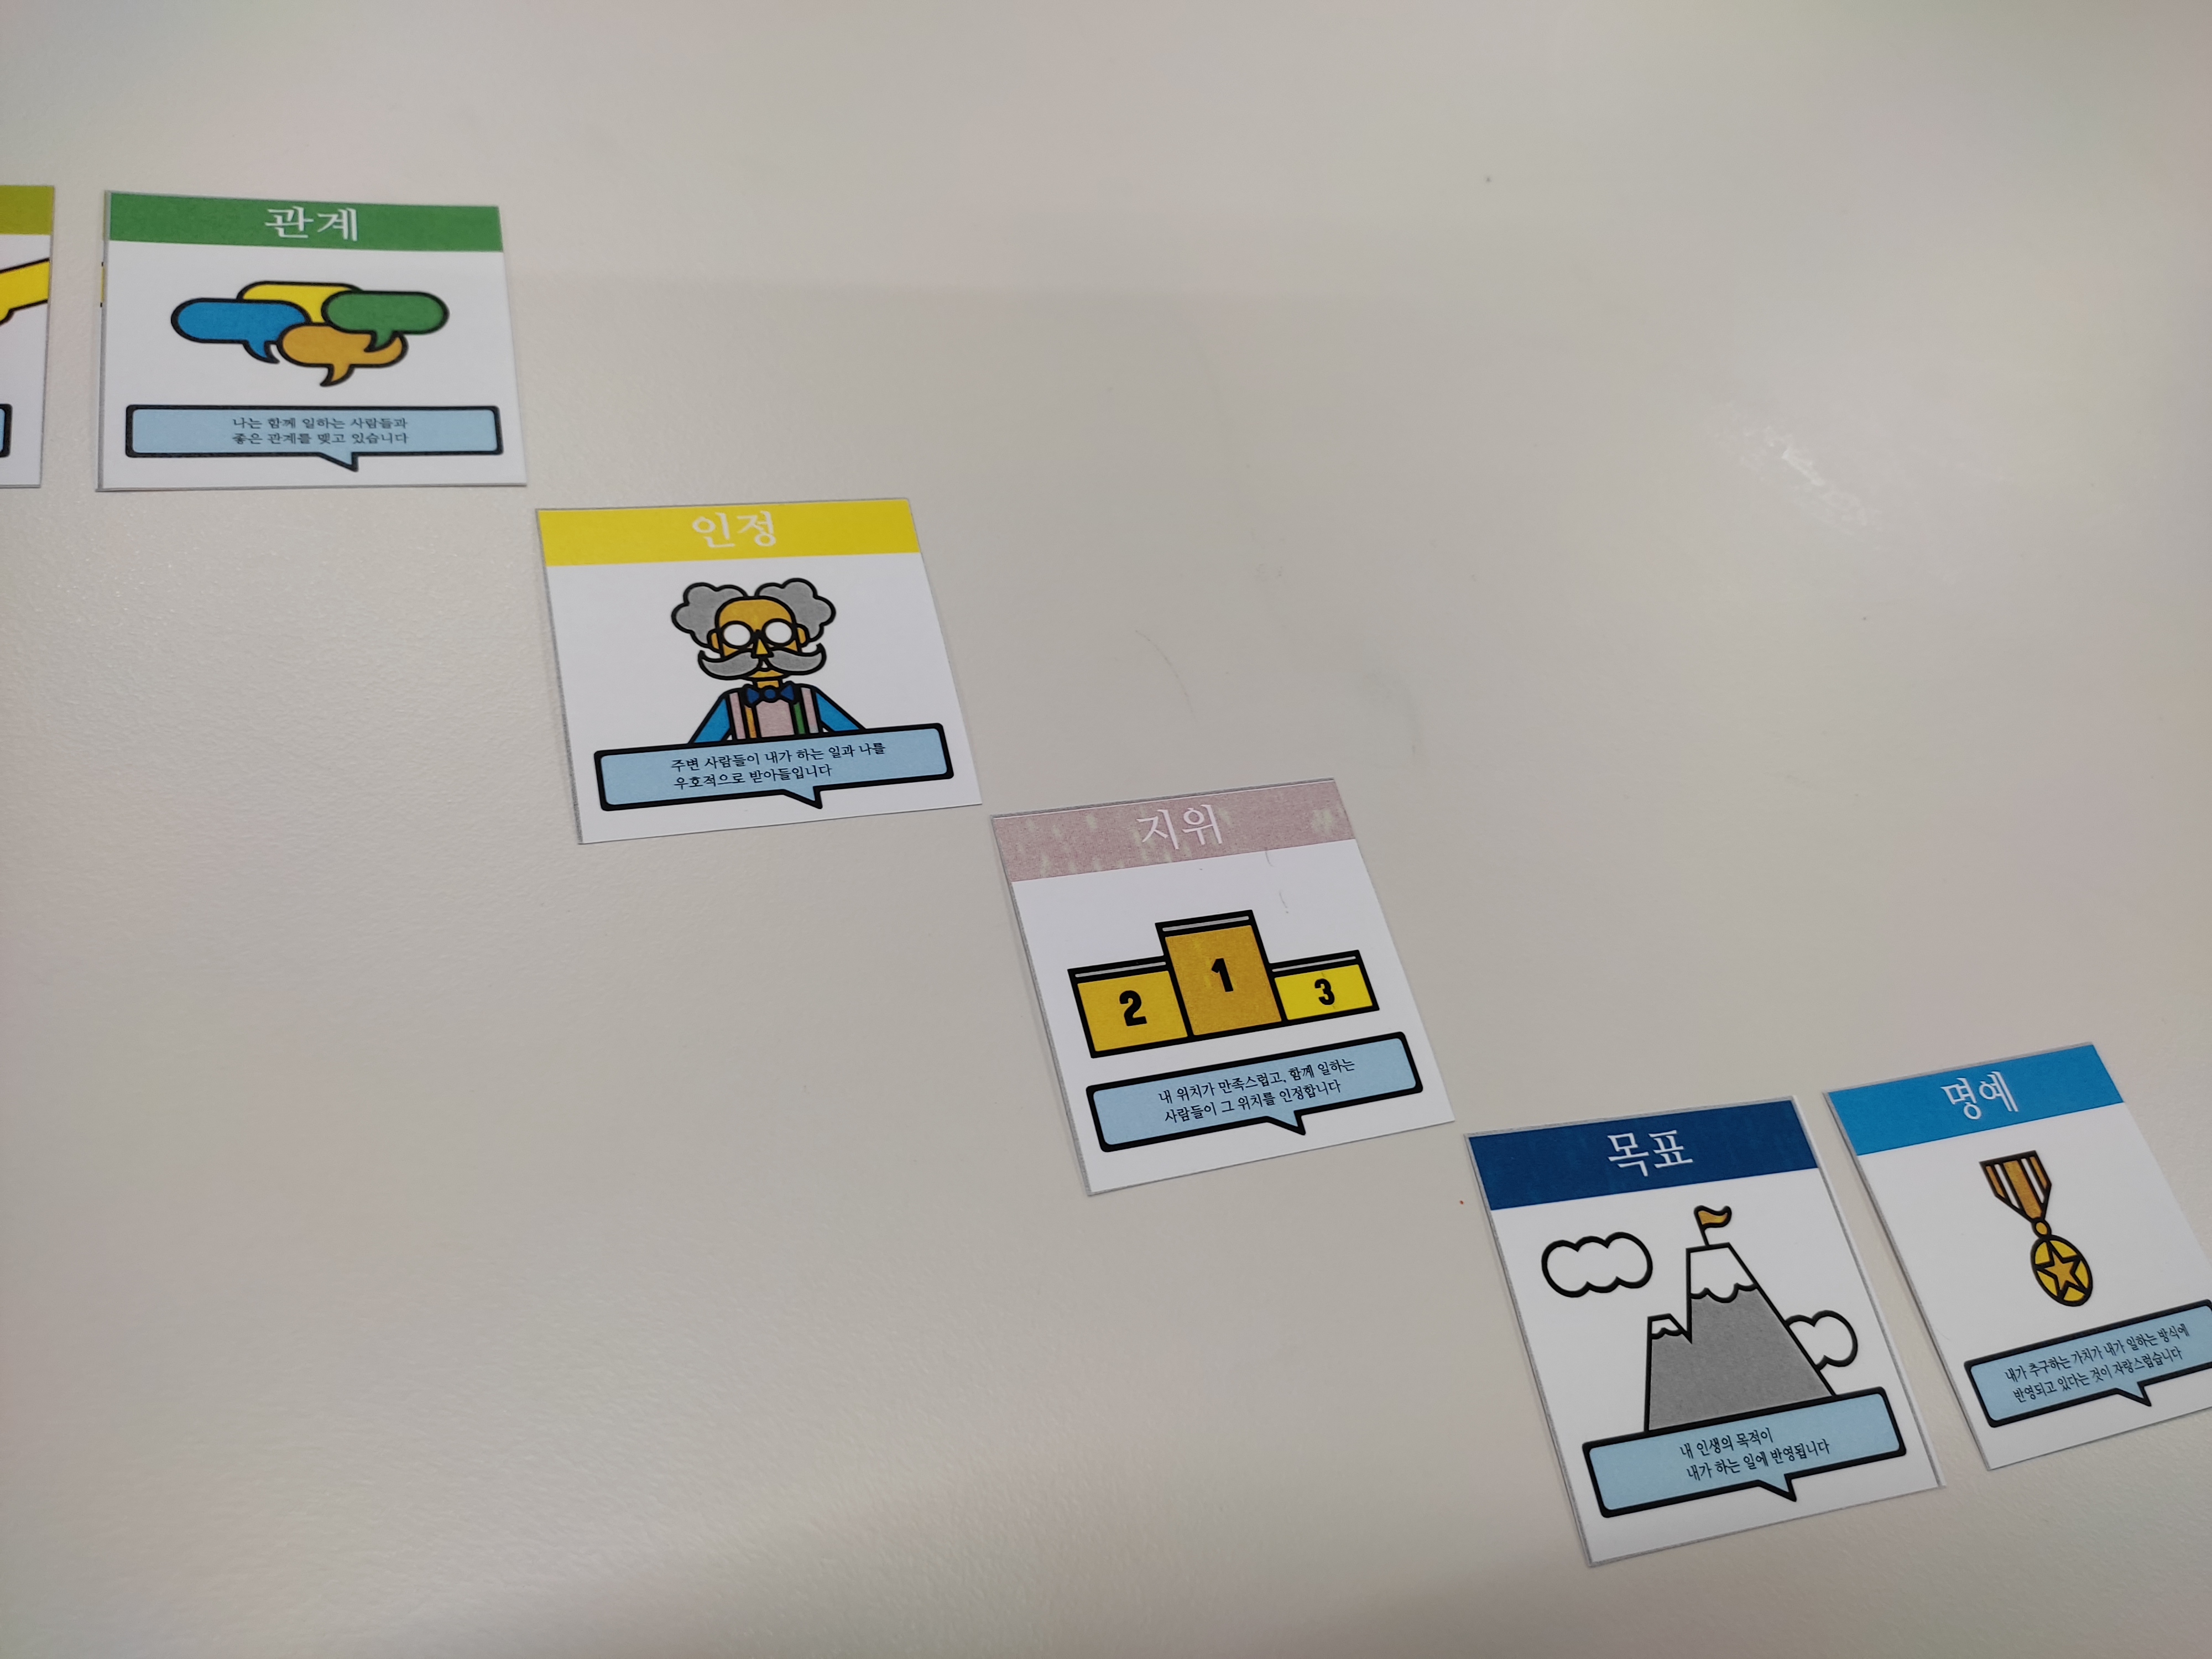 관계
나는 함께 일하는 사람들과
좋은 관계를 맺고 있습니다
인정
주변 사람들이 내가 하는 일과 나를
우호적으로 받아들입니다
지위
2
1
3
내 위치가 만족스럽고, 함께 일하는
사람들이 그 위치를 인정합니다
목표
내 인생의 목적이
내가 하는 일에 반영됩니다
명예
내가 추구하는 가치가 내가 일하는 방식에
반영되고 있다는 것이 자랑스럽습니다